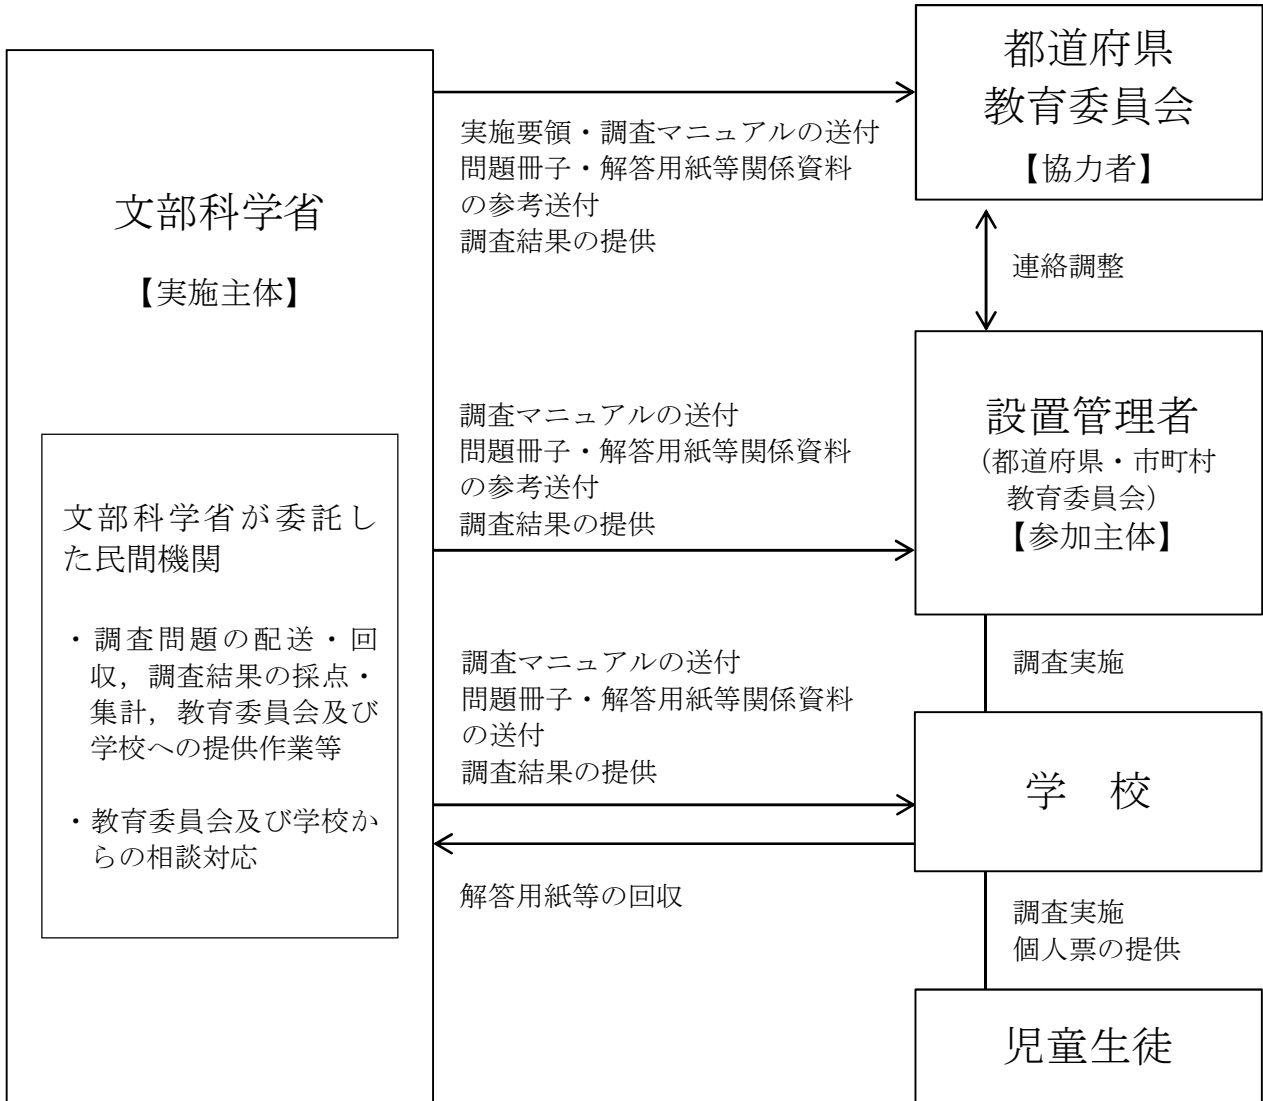 文部科学省
【実施主体】
文部科学省が委託し
た民間機関
・調査問題の配送・回
収，調査結果の採点・
集計，教育委員会及び
学校への提供作業等
・教育委員会及び学校か
らの相談対応
実施要領・調査マニュアルの送付
問題冊子・解答用紙等関係資料
の参考送付
調査結果の提供
調査マニュアルの送付
問題冊子・解答用紙等関係資料
の参考送付
調査結果の提供
調査マニュアルの送付
問題冊子・解答用紙等関係資料
の送付
調査結果の提供
解答用紙等の回収
都道府県
教育委員会
【協力者】
連絡調整
設置管理者
（都道府県・市町村
教育委員会）
【参加主体】
調査実施
学　校
調査実施
個人票の提供
児童生徒